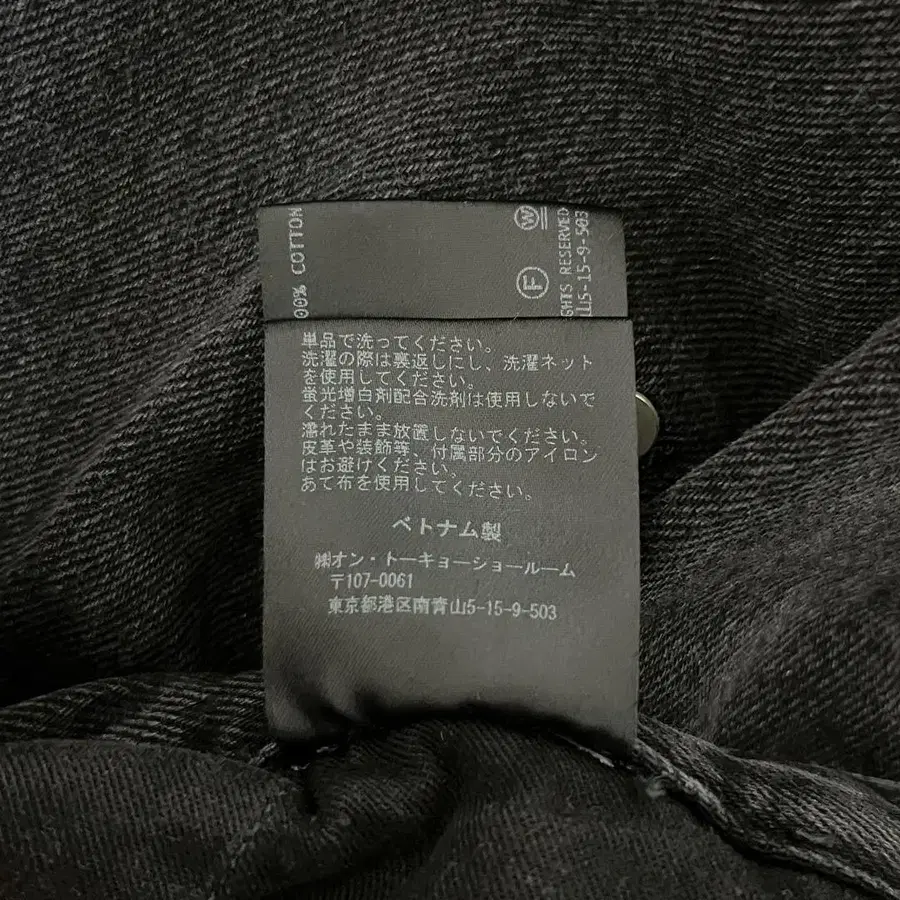 00% COTTON
W
F
GHTS RESERVED
山5-15-9-503
単品で洗ってください。
洗濯の際は裏返しにし、洗濯ネット
を使用してください。
蛍光増白剤配合洗剤は使用しないで
ください。
濡れたまま放置しないでください。
皮革や装飾等、付属部分のアイロン
はお避けください。
あて布を使用してください。
ベトナム製
㈱オン・トーキョーショールーム
〒107-0061
東京都港区南青山5-15-9-503